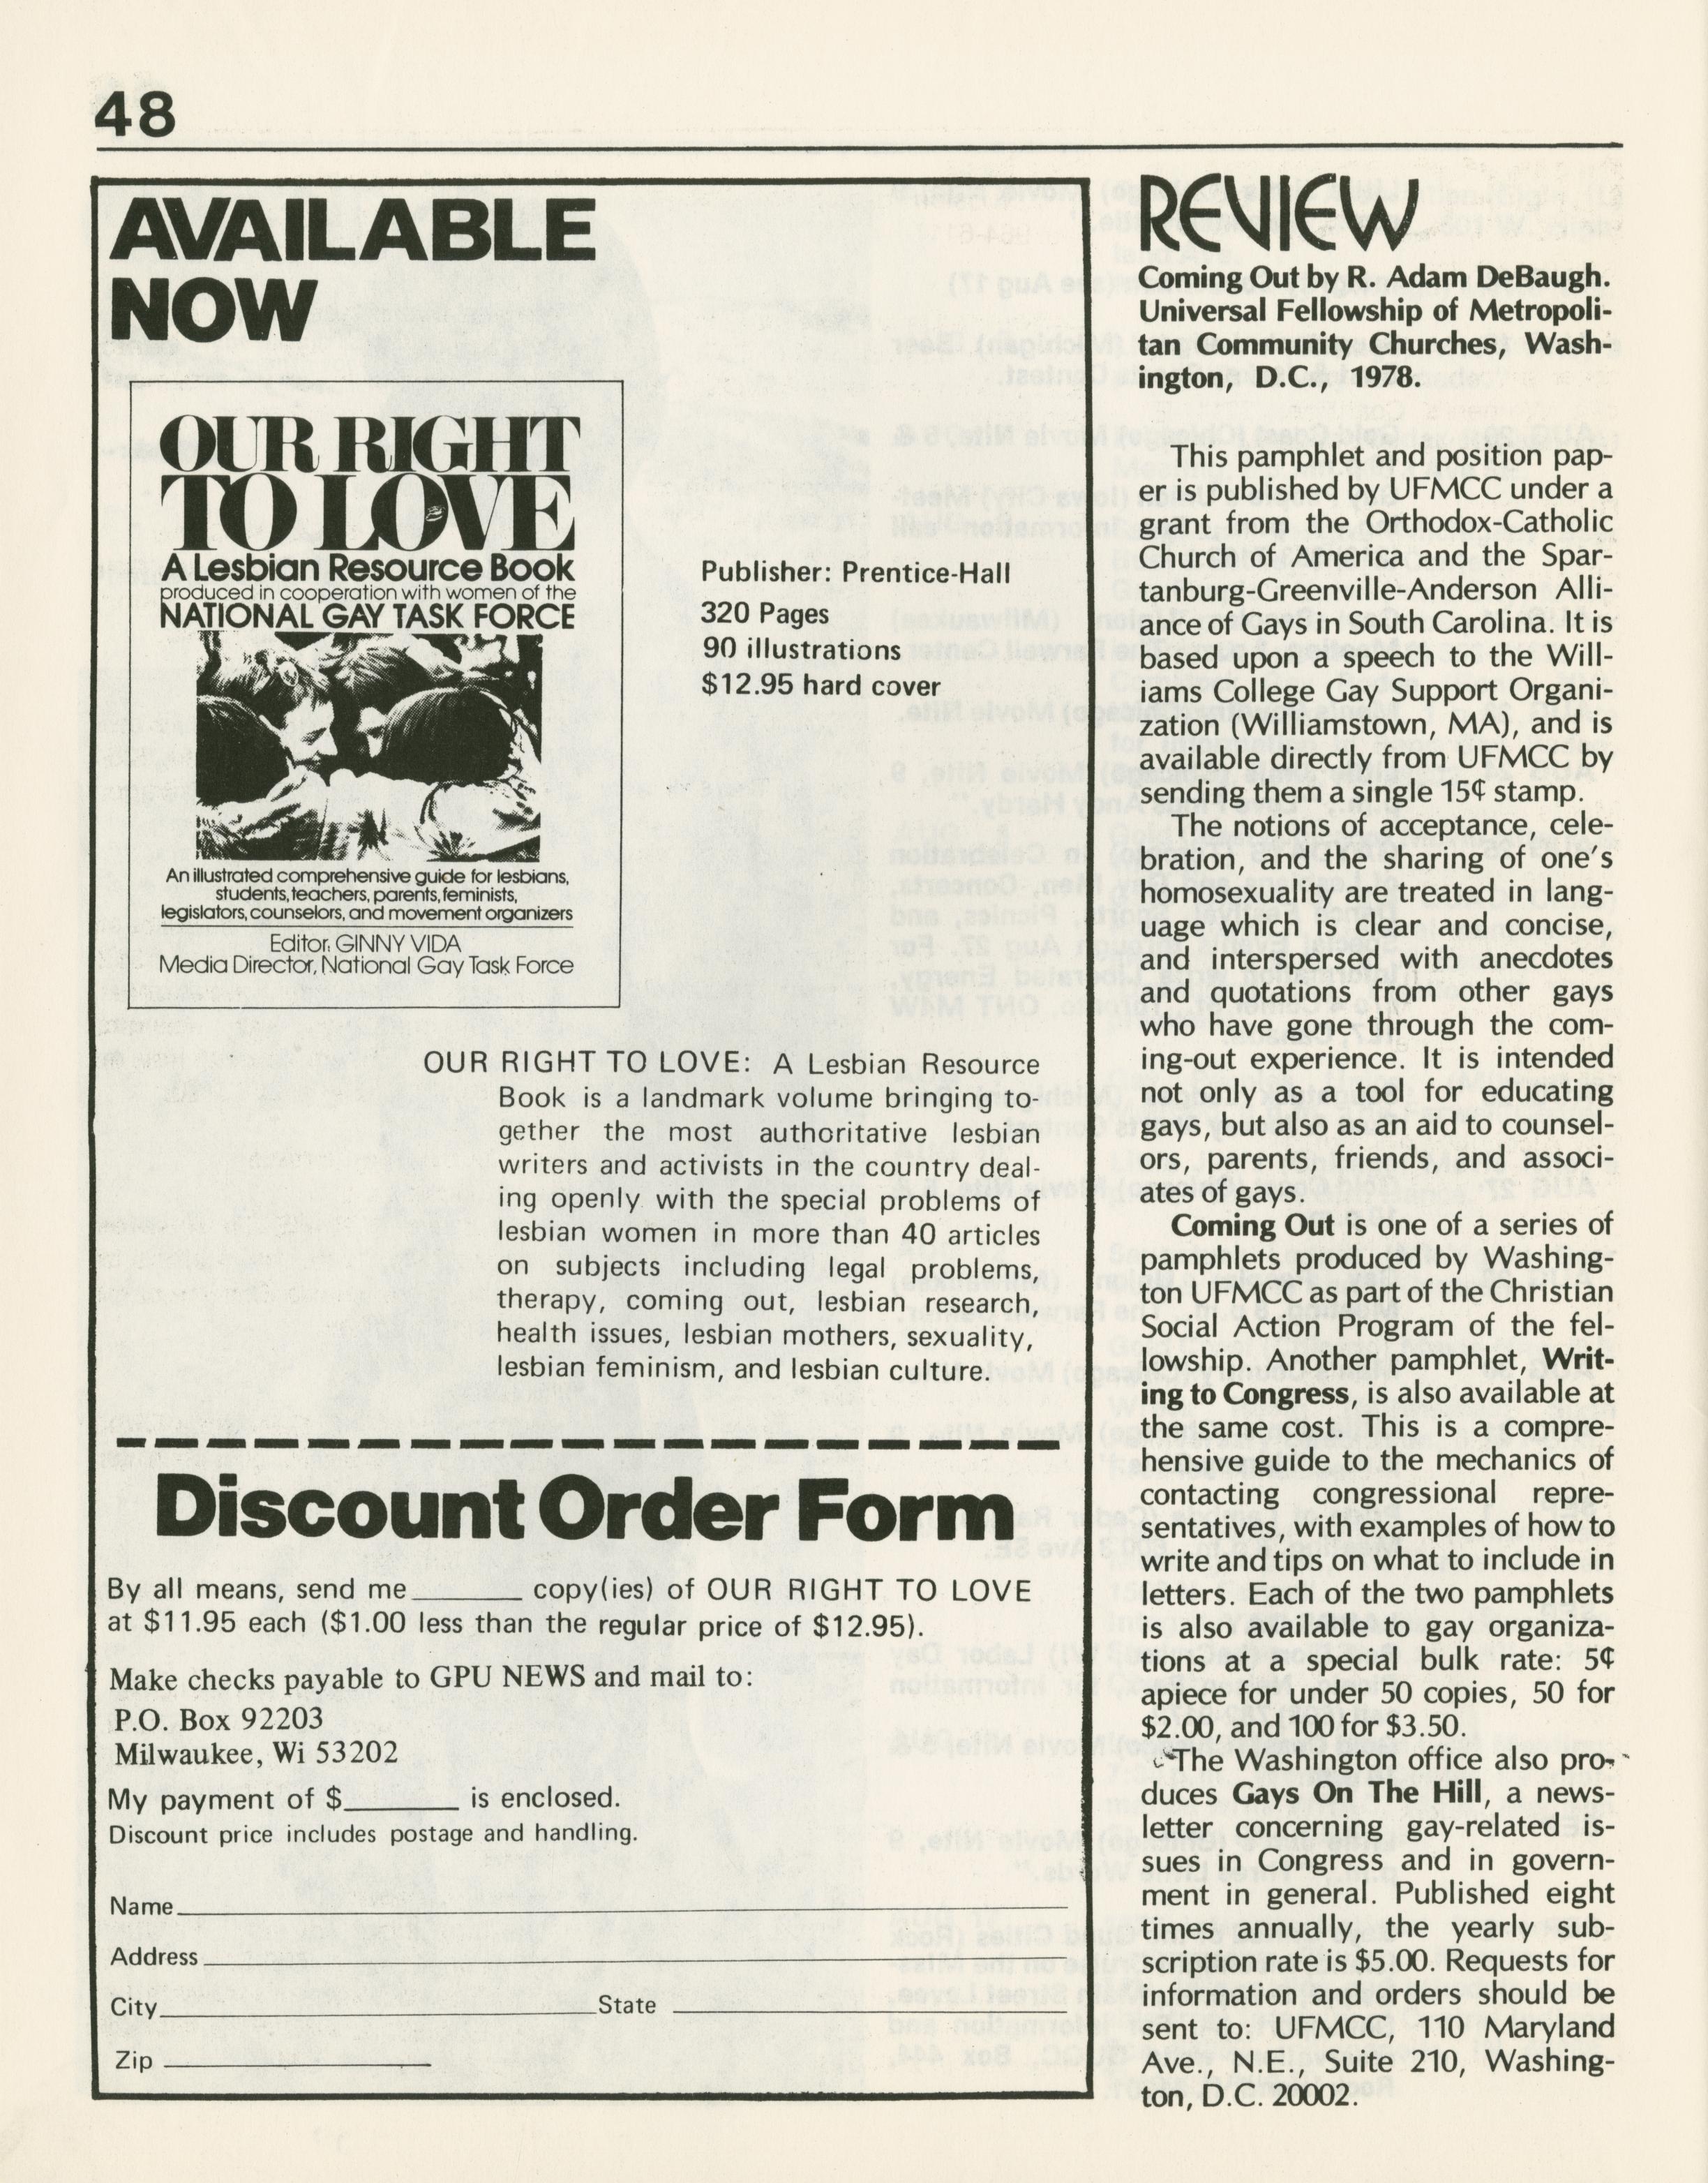 48
AVAILABLE
NOW
OUR RIGHT
TO LOVE
A Lesbian Resource Book
produced in cooperation with women of the
NATIONAL GAY TASK FORCE
An illustrated comprehensive guide for lesbians,
students, teachers, parents, feminists,
legislators, counselors, and movement organizers
Editor: GINNY VIDA
Media Director, National Gay Task Force
Publisher: Prentice-Hall
320 Pages
90 illustrations
$12.95 hard cover
OUR RIGHT TO LOVE: A Lesbian Resource
Book is a landmark volume bringing to-
gether the most authoritative lesbian
writers and activists in the country deal-
ing openly with the special problems of
lesbian women in more than 40 articles
on subjects including legal problems,
therapy, coming out, lesbian research,
health issues, lesbian mothers, sexuality,
lesbian feminism, and lesbian culture.
Discount Order Form
By all means, send me_______ copy(ies) of OUR RIGHT TO LOVE
at $11.95 each ($1.00 less than the regular price of $12.95).
Make checks payable to GPU NEWS and mail to:
P.O. Box 92203
Milwaukee, Wi 53202
My payment of $_______ is enclosed.
Discount price includes postage and handling.
Name
Address
City State
Zip
REVIEW
Coming Out by R. Adam DeBaugh.
Universal Fellowship of Metropoli-
tan Community Churches, Wash-
ington, D.C., 1978.
This pamphlet and position pap-
er is published by UFMCC under a
grant from the Orthodox-Catholic
Church of America and the Spar-
tanburg-Greenville-Anderson Alli-
ance of Gays in South Carolina. It is
based upon a speech to the Will-
iams College Gay Support Organi-
zation (Williamstown, MA), and is
available directly from UFMCC by
sending them a single 15¢ stamp.
The notions of acceptance, cele-
bration, and the sharing of one's
homosexuality are treated in lang-
uage which is clear and concise,
and interspersed with anecdotes
and quotations from other gays
who have gone through the com-
ing-out experience. It is intended
not only as a tool for educating
gays, but also as an aid to counsel-
ors, parents, friends, and associ-
ates of gays.
Coming Out is one of a series of
pamphlets produced by Washing-
ton UFMCC as part of the Christian
Social Action Program of the fel-
lowship. Another pamphlet, Writ-
ing to Congress, is also available at
the same cost. This is a compre-
hensive guide to the mechanics of
contacting congressional repre-
sentatives, with examples of how to
write and tips on what to include in
letters. Each of the two pamphlets
is also available to gay organiza-
tions at a special bulk rate: 5¢
apiece for under 50 copies, 50 for
$2.00, and 100 for $3.50.
The Washington office also pro-
duces Gays On The Hill, a news-
letter concerning gay-related is-
sues in Congress and in govern-
ment in general. Published eight
times annually, the yearly sub-
scription rate is $5.00. Requests for
information and orders should be
sent to: UFMCC, 110 Maryland
Ave., N.E., Suite 210, Washing-
ton, D.C. 20002.